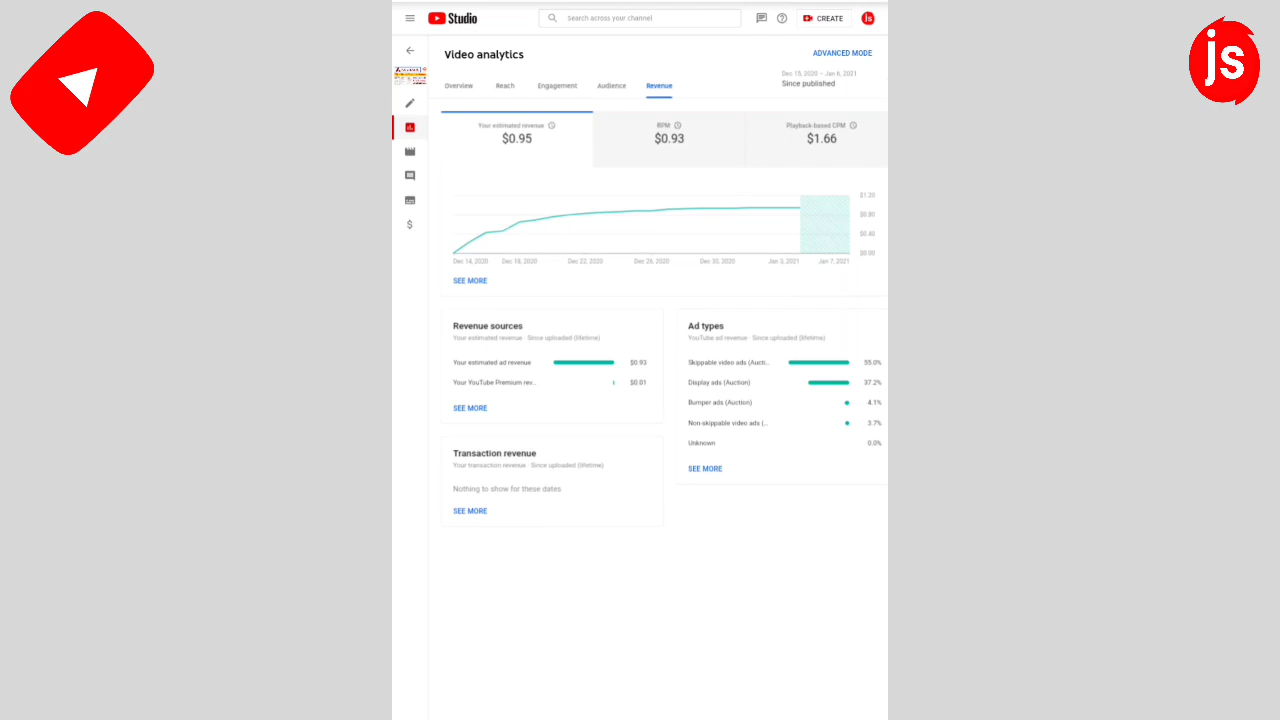 Studio
Search across your channel
CREATE
js
js
Video analytics
ADVANCED MODE
Dec 15, 2020 – Jan 6, 2021
Since published
Overview
Reach
Engagement
Audience
Revenue
Your estimated revenue
$0.95
RPM
$0.93
Playback-based CPM
$1.66
$1.20
$0.80
$0.40
$0.00
Dec 14, 2020
Dec 18, 2020
Dec 22, 2020
Dec 26, 2020
Dec 30, 2020
Jan 3, 2021
Jan 7, 2021
SEE MORE
Revenue sources
Your estimated revenue · Since uploaded (lifetime)
Your estimated ad revenue $0.93
Your YouTube Premium rev... $0.01
SEE MORE
Transaction revenue
Your transaction revenue · Since uploaded (lifetime)
Nothing to show for these dates
SEE MORE
Ad types
YouTube ad revenue · Since uploaded (lifetime)
Skippable video ads (Aucti... 55.0%
Display ads (Auction) 37.2%
Bumper ads (Auction) 4.1%
Non-skippable video ads (... 3.7%
Unknown 0.0%
SEE MORE